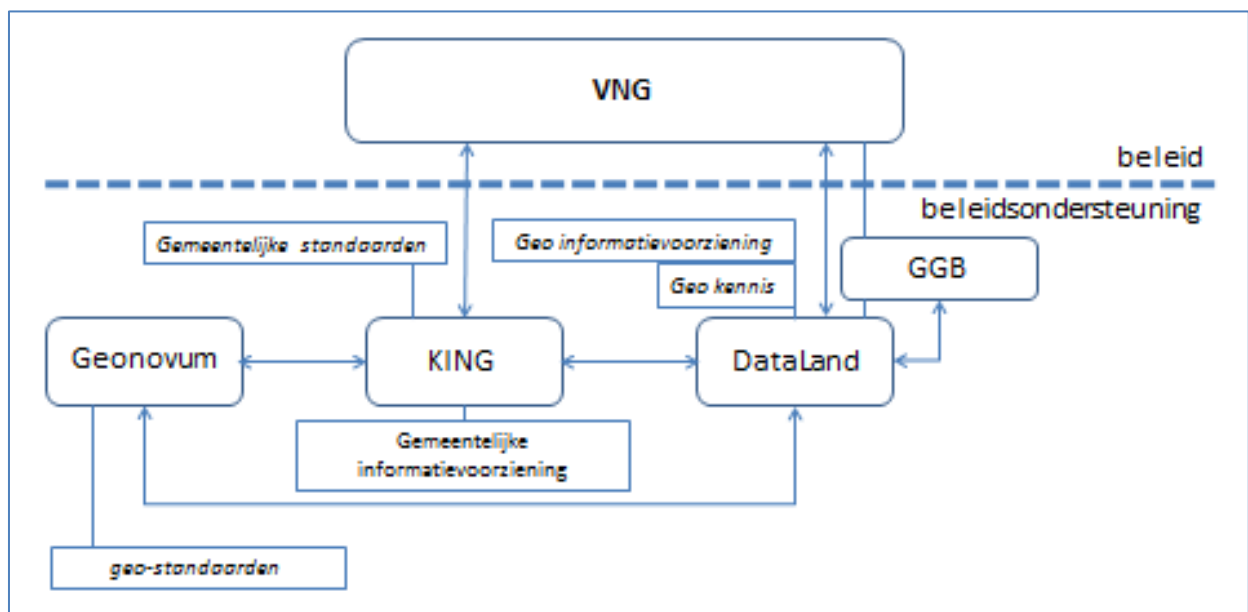 VNG
beleid
beleidsondersteuning
Gemeentelijke standaarden
Geo informatievoorziening
Geo kennis
GGB
Geonovum
KING
DataLand
Gemeentelijke
informatievoorziening
geo-standaarden